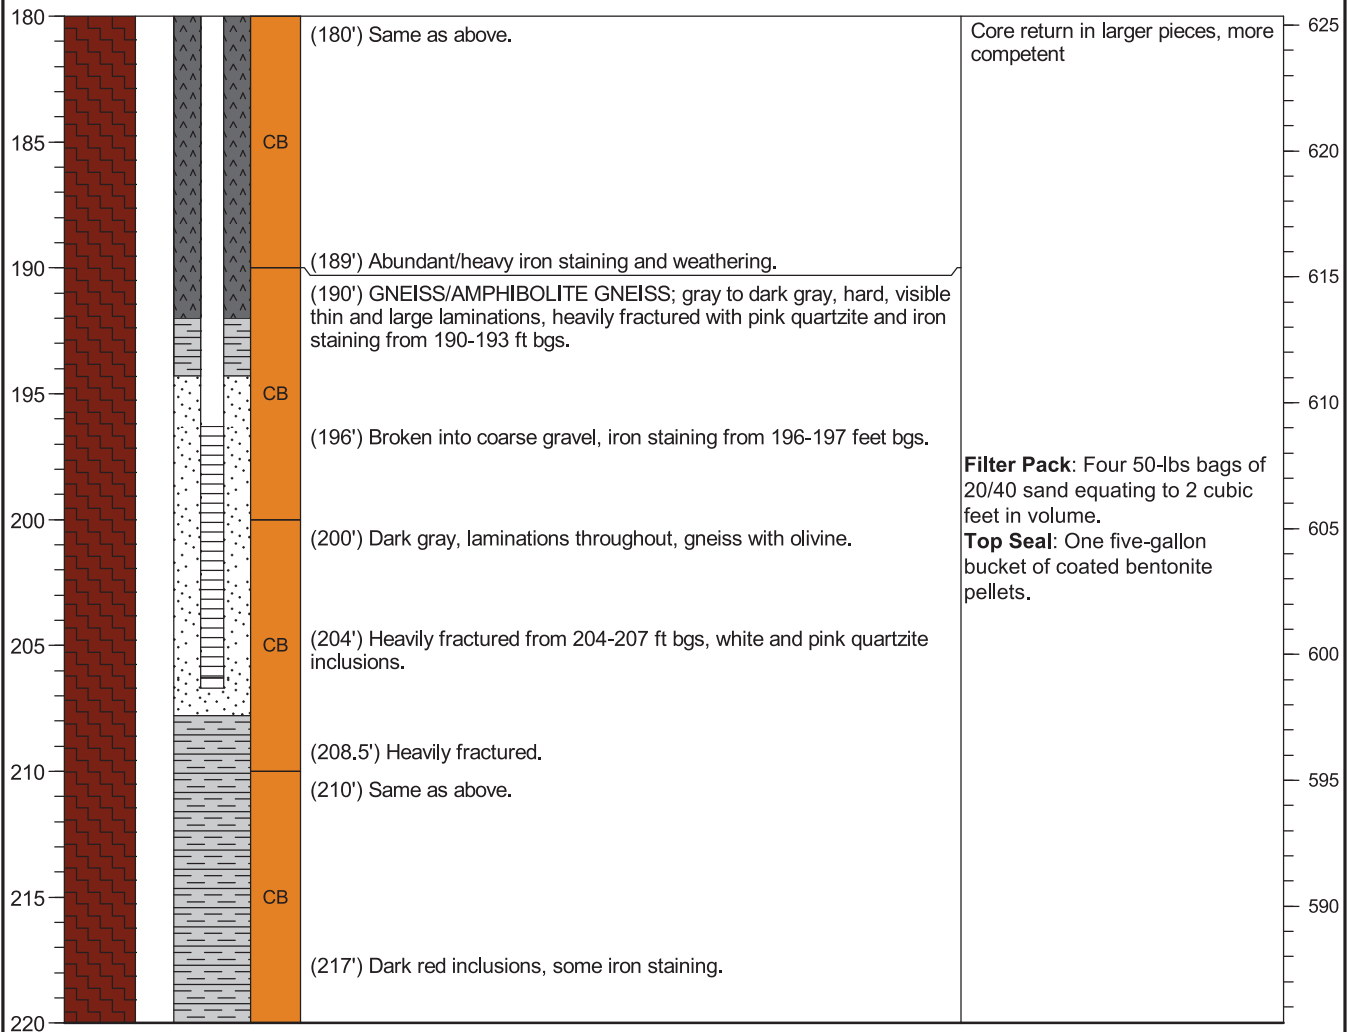 180
185
190
195
200
205
210
215
220
CB
CB
CB
CB
(180') Same as above.
(189') Abundant/heavy iron staining and weathering.
(190') GNEISS/AMPHIBOLITE GNEISS; gray to dark gray, hard, visible
thin and large laminations, heavily fractured with pink quartzite and iron
staining from 190-193 ft bgs.
(196') Broken into coarse gravel, iron staining from 196-197 feet bgs.
(200') Dark gray, laminations throughout, gneiss with olivine.
(204') Heavily fractured from 204-207 ft bgs, white and pink quartzite
inclusions.
(208.5') Heavily fractured.
(210') Same as above.
(217') Dark red inclusions, some iron staining.
Core return in larger pieces, more
competent
Filter Pack: Four 50-lbs bags of
20/40 sand equating to 2 cubic
feet in volume.
Top Seal: One five-gallon
bucket of coated bentonite
pellets.
625
620
615
610
605
600
595
590